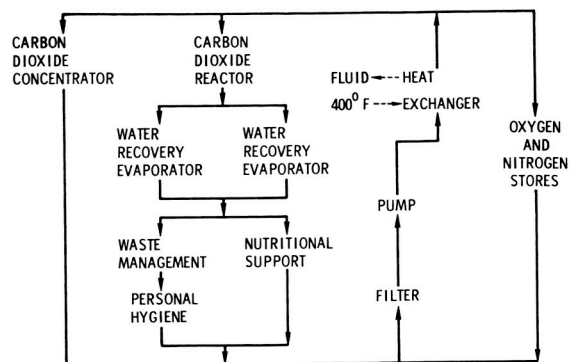 CARBON
DIOXIDE
CONCENTRATOR
CARBON
DIOXIDE
REACTOR
FLUID HEAT
400° F EXCHANGER
OXYGEN
AND
NITROGEN
STORES
WATER
RECOVERY
EVAPORATOR
WATER
RECOVERY
EVAPORATOR
PUMP
WASTE
MANAGEMENT
NUTRITIONAL
SUPPORT
PERSONAL
HYGIENE
FILTER